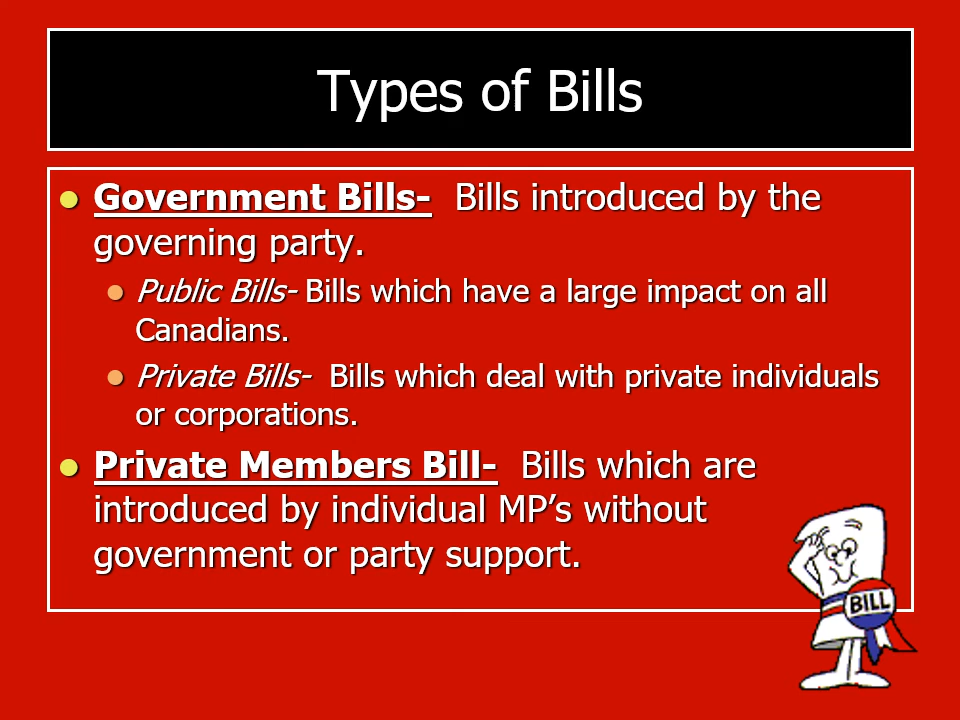 Types of Bills
Government Bills- Bills introduced by the
governing party.
Public Bills- Bills which have a large impact on all
Canadians.
Private Bills- Bills which deal with private individuals
or corporations.
Private Members Bill- Bills which are
introduced by individual MP’s without
government or party support.
BILL